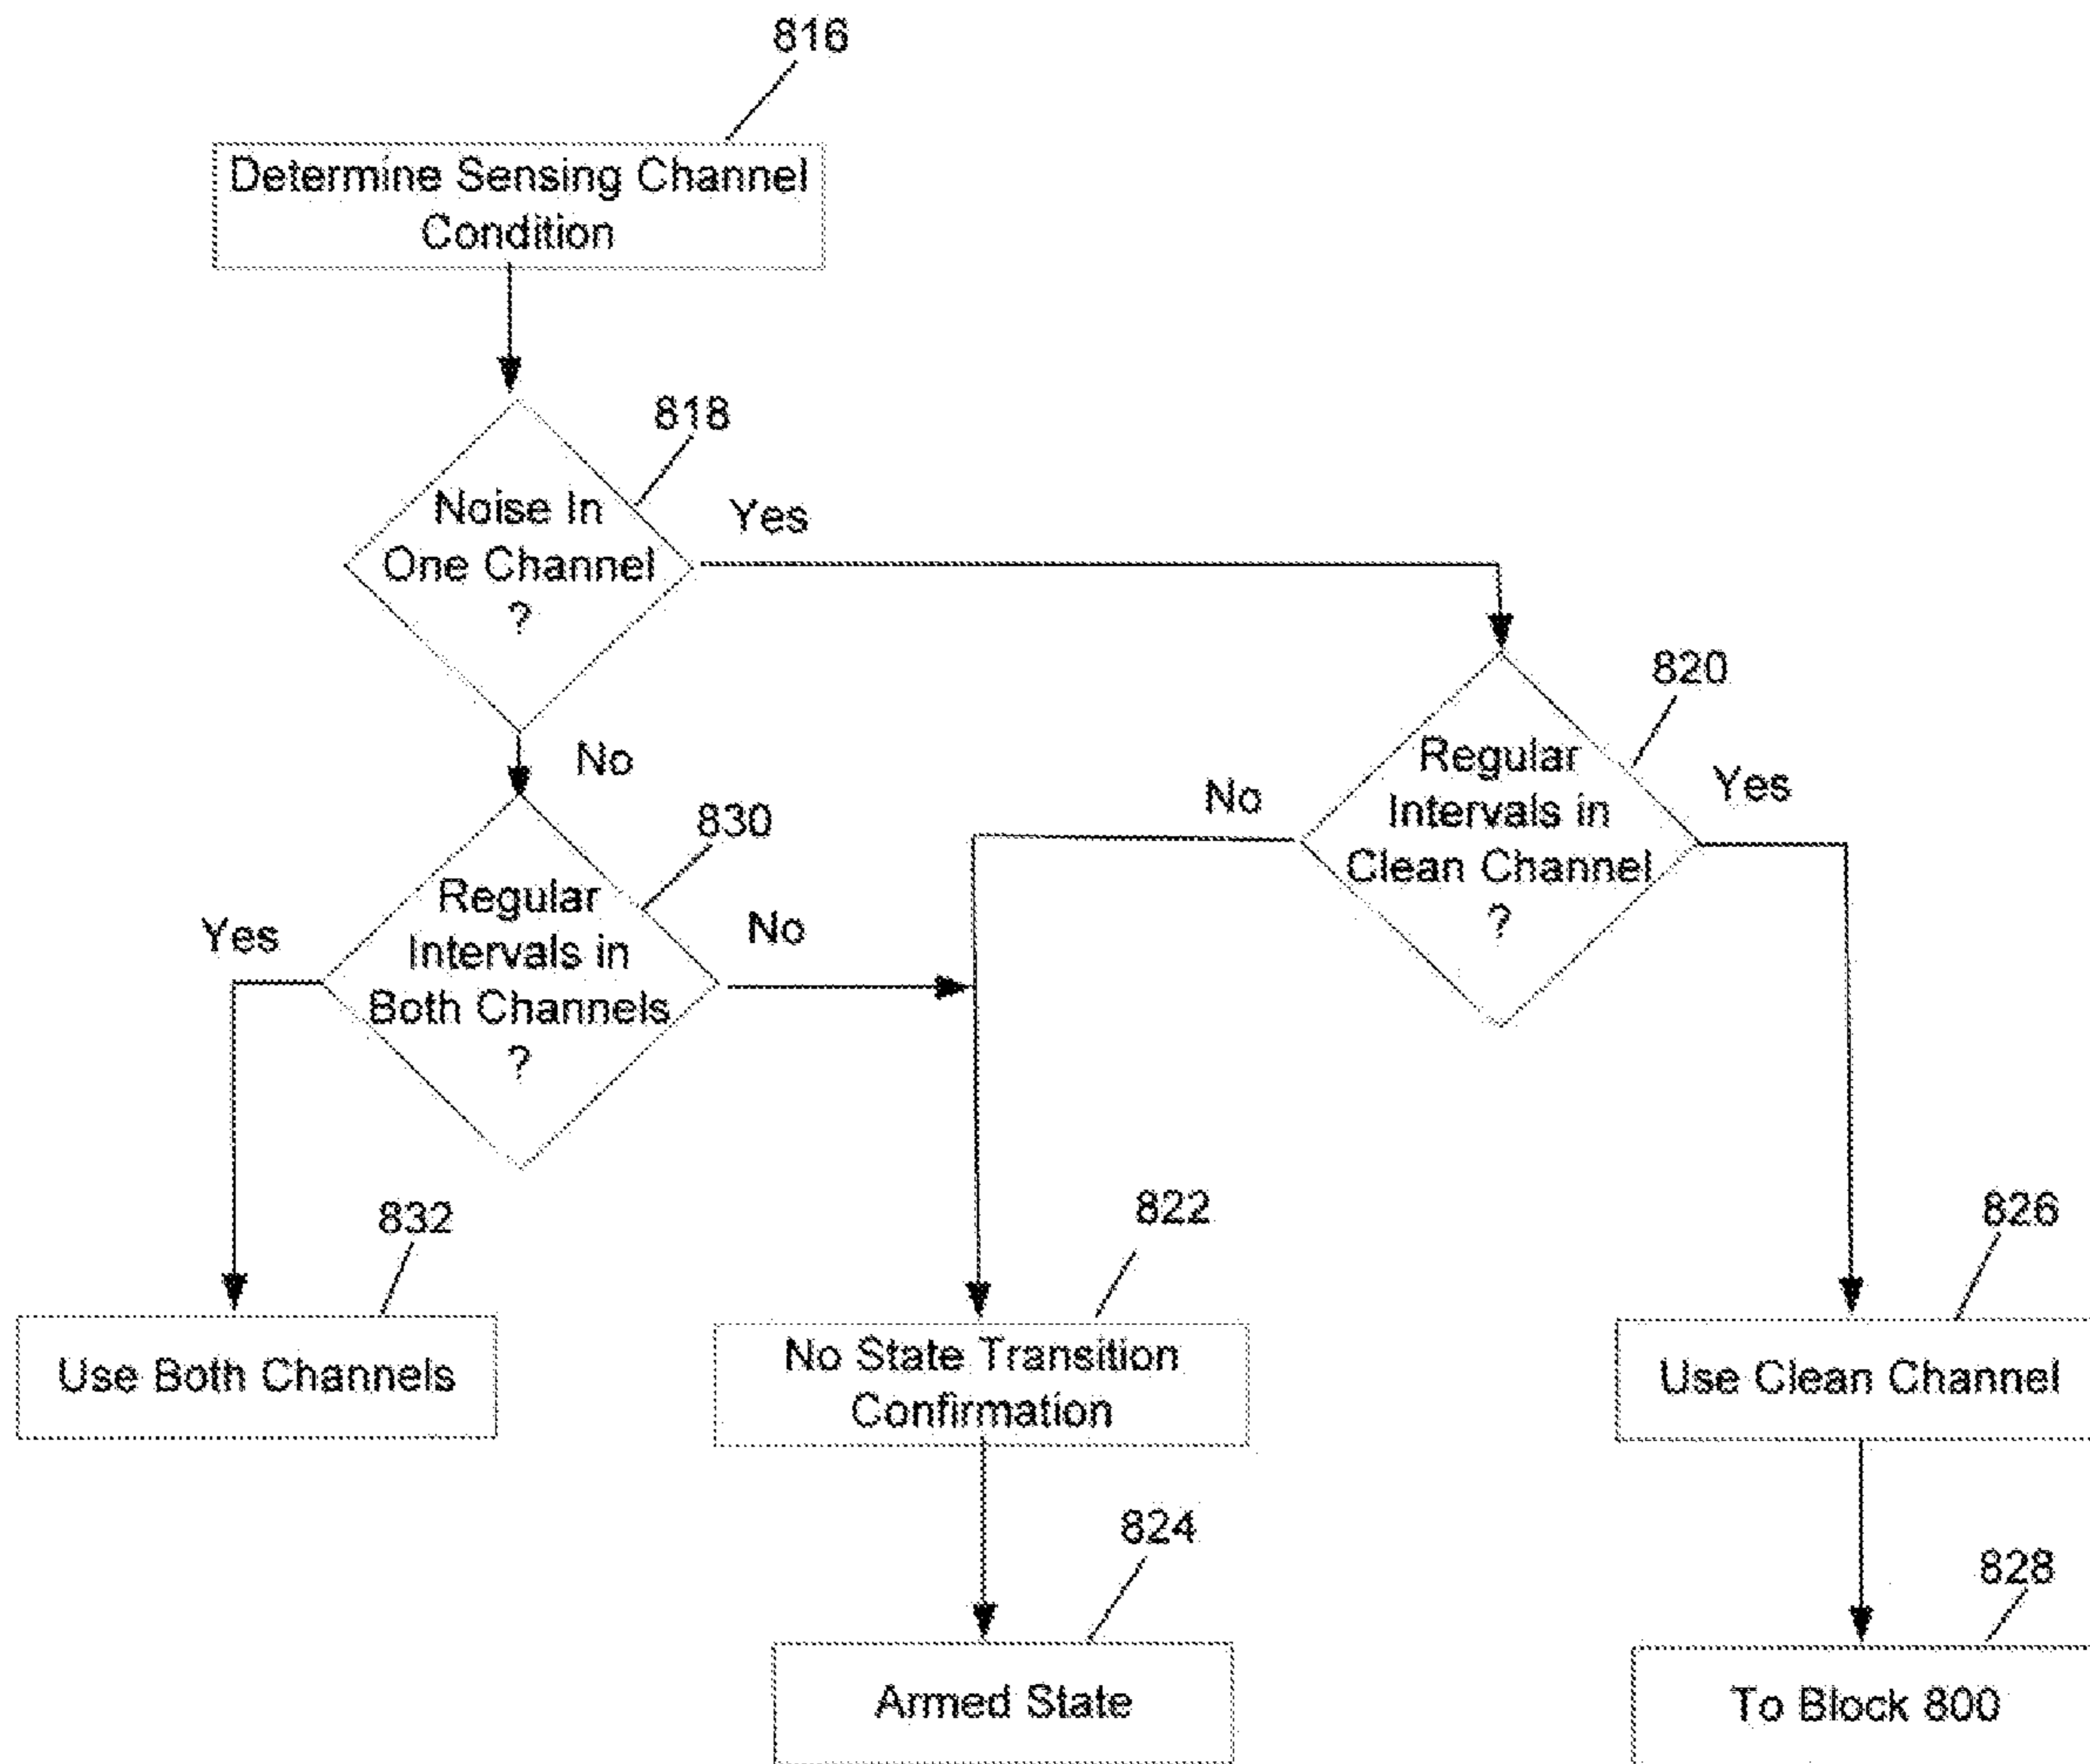 816
Determine Sensing Channel
Condition
818
Noise In
One Channel
?
Yes
No
820
Regular
Intervals in
Clean Channel
?
No
Yes
830
Regular
Intervals in
Both Channels
?
Yes
No
832
Use Both Channels
822
No State Transition
Confirmation
826
Use Clean Channel
824
Armed State
828
To Block 800